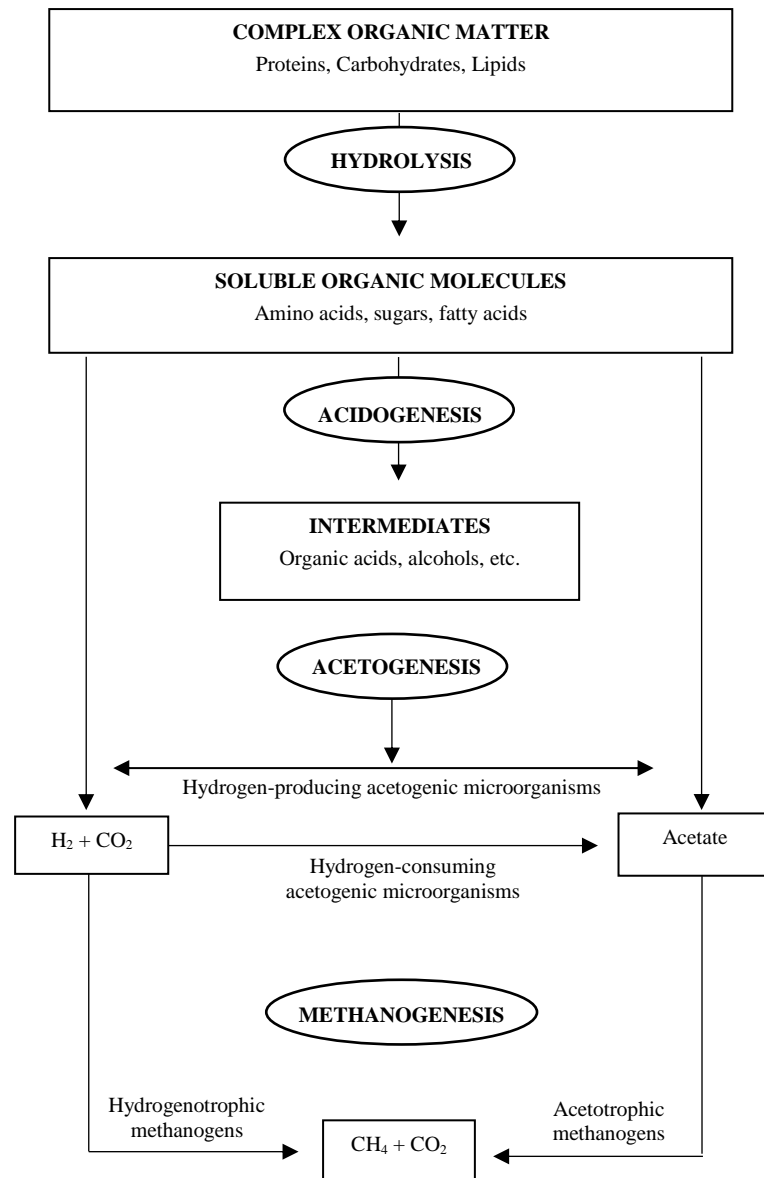 COMPLEX ORGANIC MATTER
Proteins, Carbohydrates, Lipids
HYDROLYSIS
SOLUBLE ORGANIC MOLECULES
Amino acids, sugars, fatty acids
ACIDOGENESIS
INTERMEDIATES
Organic acids, alcohols, etc.
ACETOGENESIS
Hydrogen-producing acetogenic microorganisms
H₂ + CO₂
Acetate
Hydrogen-consuming
acetogenic microorganisms
METHANOGENESIS
Hydrogenotrophic
methanogens
Acetotrophic
methanogens
CH₄ + CO₂